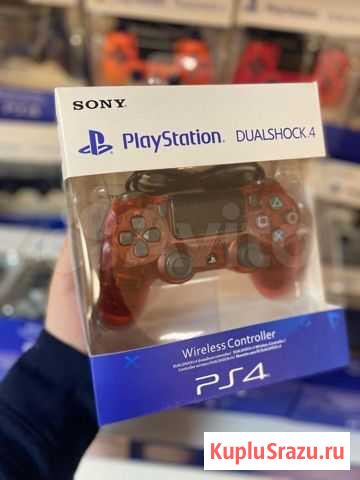 SONY
PlayStation. DUALSHOCK.4
Wireless Controller
PS4
KupluSrazu.ru